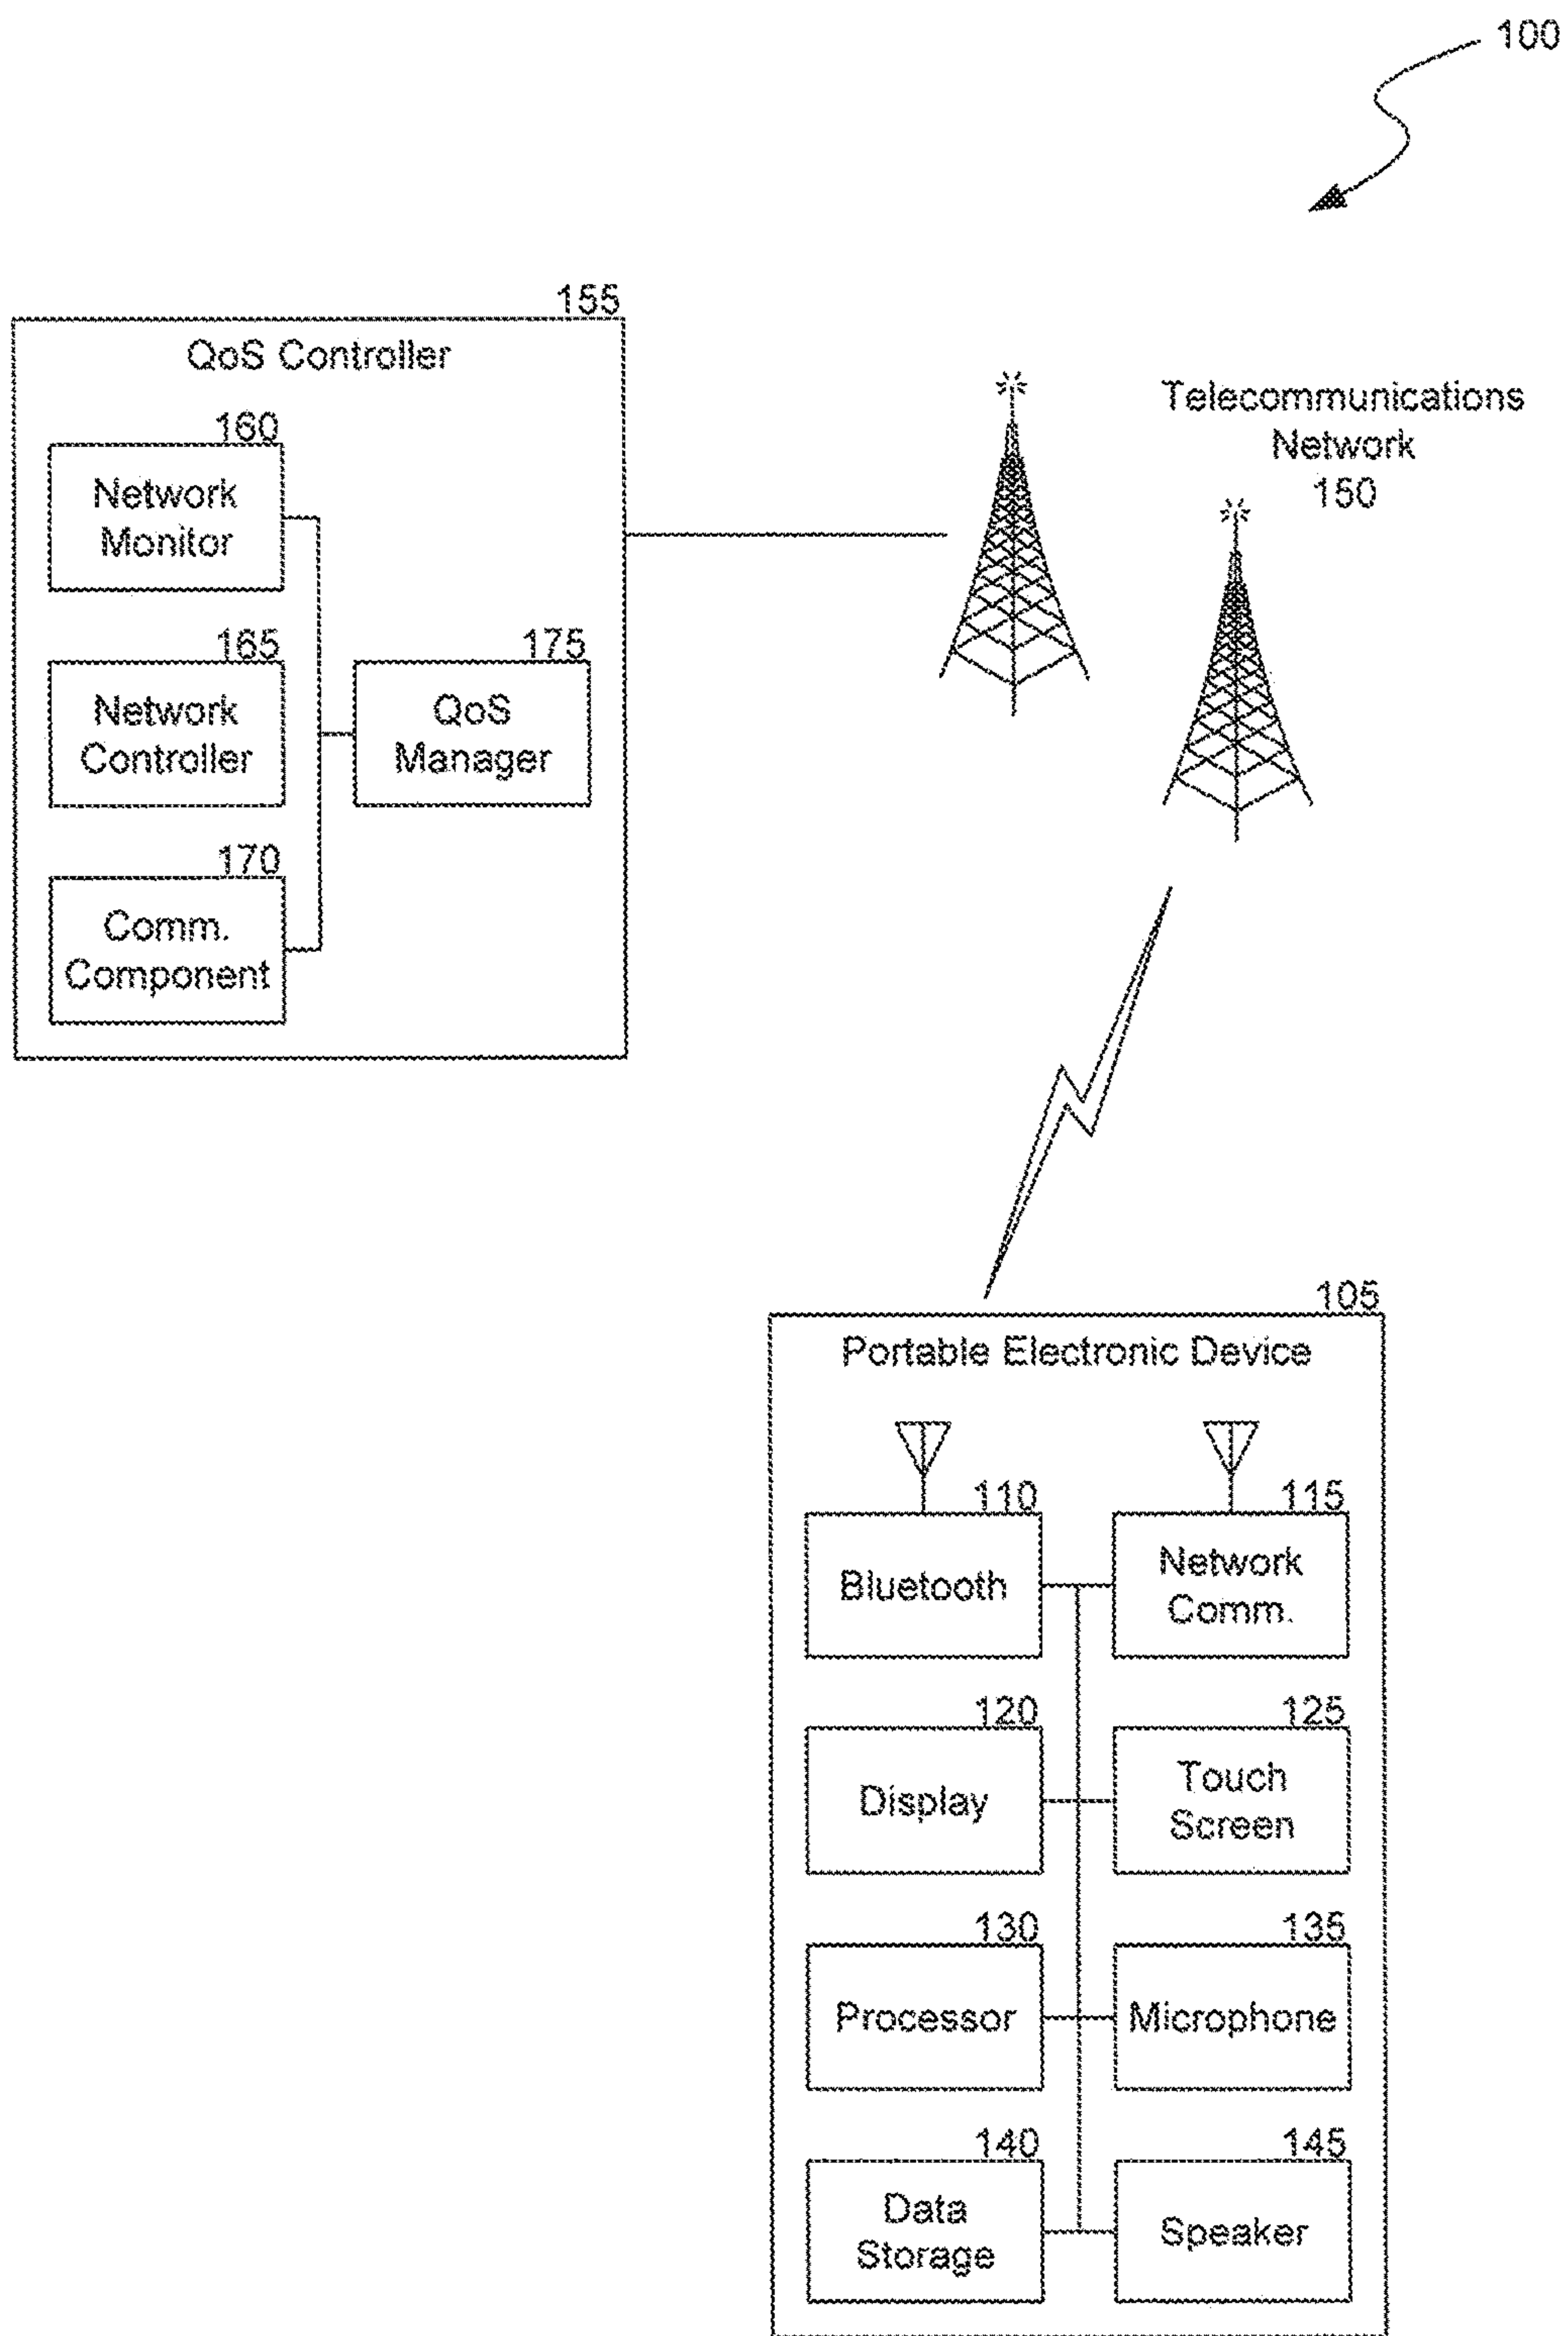 100
155
QoS Controller
160
Network
Monitor
165
Network
Controller
175
QoS
Manager
170
Comm.
Component
Telecommunications
Network
150
105
Portable Electronic Device
110
Bluetooth
115
Network
Comm.
120
Display
125
Touch
Screen
130
Processor
135
Microphone
140
Data
Storage
145
Speaker